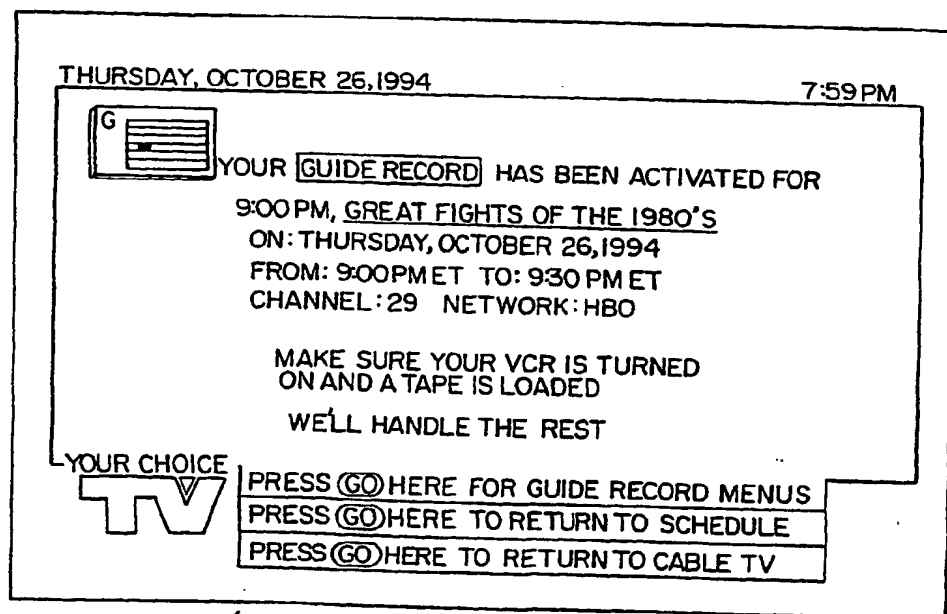 THURSDAY, OCTOBER 26,1994 7:59 PM
G
YOUR GUIDE RECORD HAS BEEN ACTIVATED FOR
9:00 PM, GREAT FIGHTS OF THE 1980'S
ON: THURSDAY, OCTOBER 26,1994
FROM: 9:00 PM ET TO: 9:30 PM ET
CHANNEL: 29 NETWORK: HBO
MAKE SURE YOUR VCR IS TURNED
ON AND A TAPE IS LOADED
WE'LL HANDLE THE REST
YOUR CHOICE
TV
PRESS GO HERE FOR GUIDE RECORD MENUS
PRESS GO HERE TO RETURN TO SCHEDULE
PRESS GO HERE TO RETURN TO CABLE TV